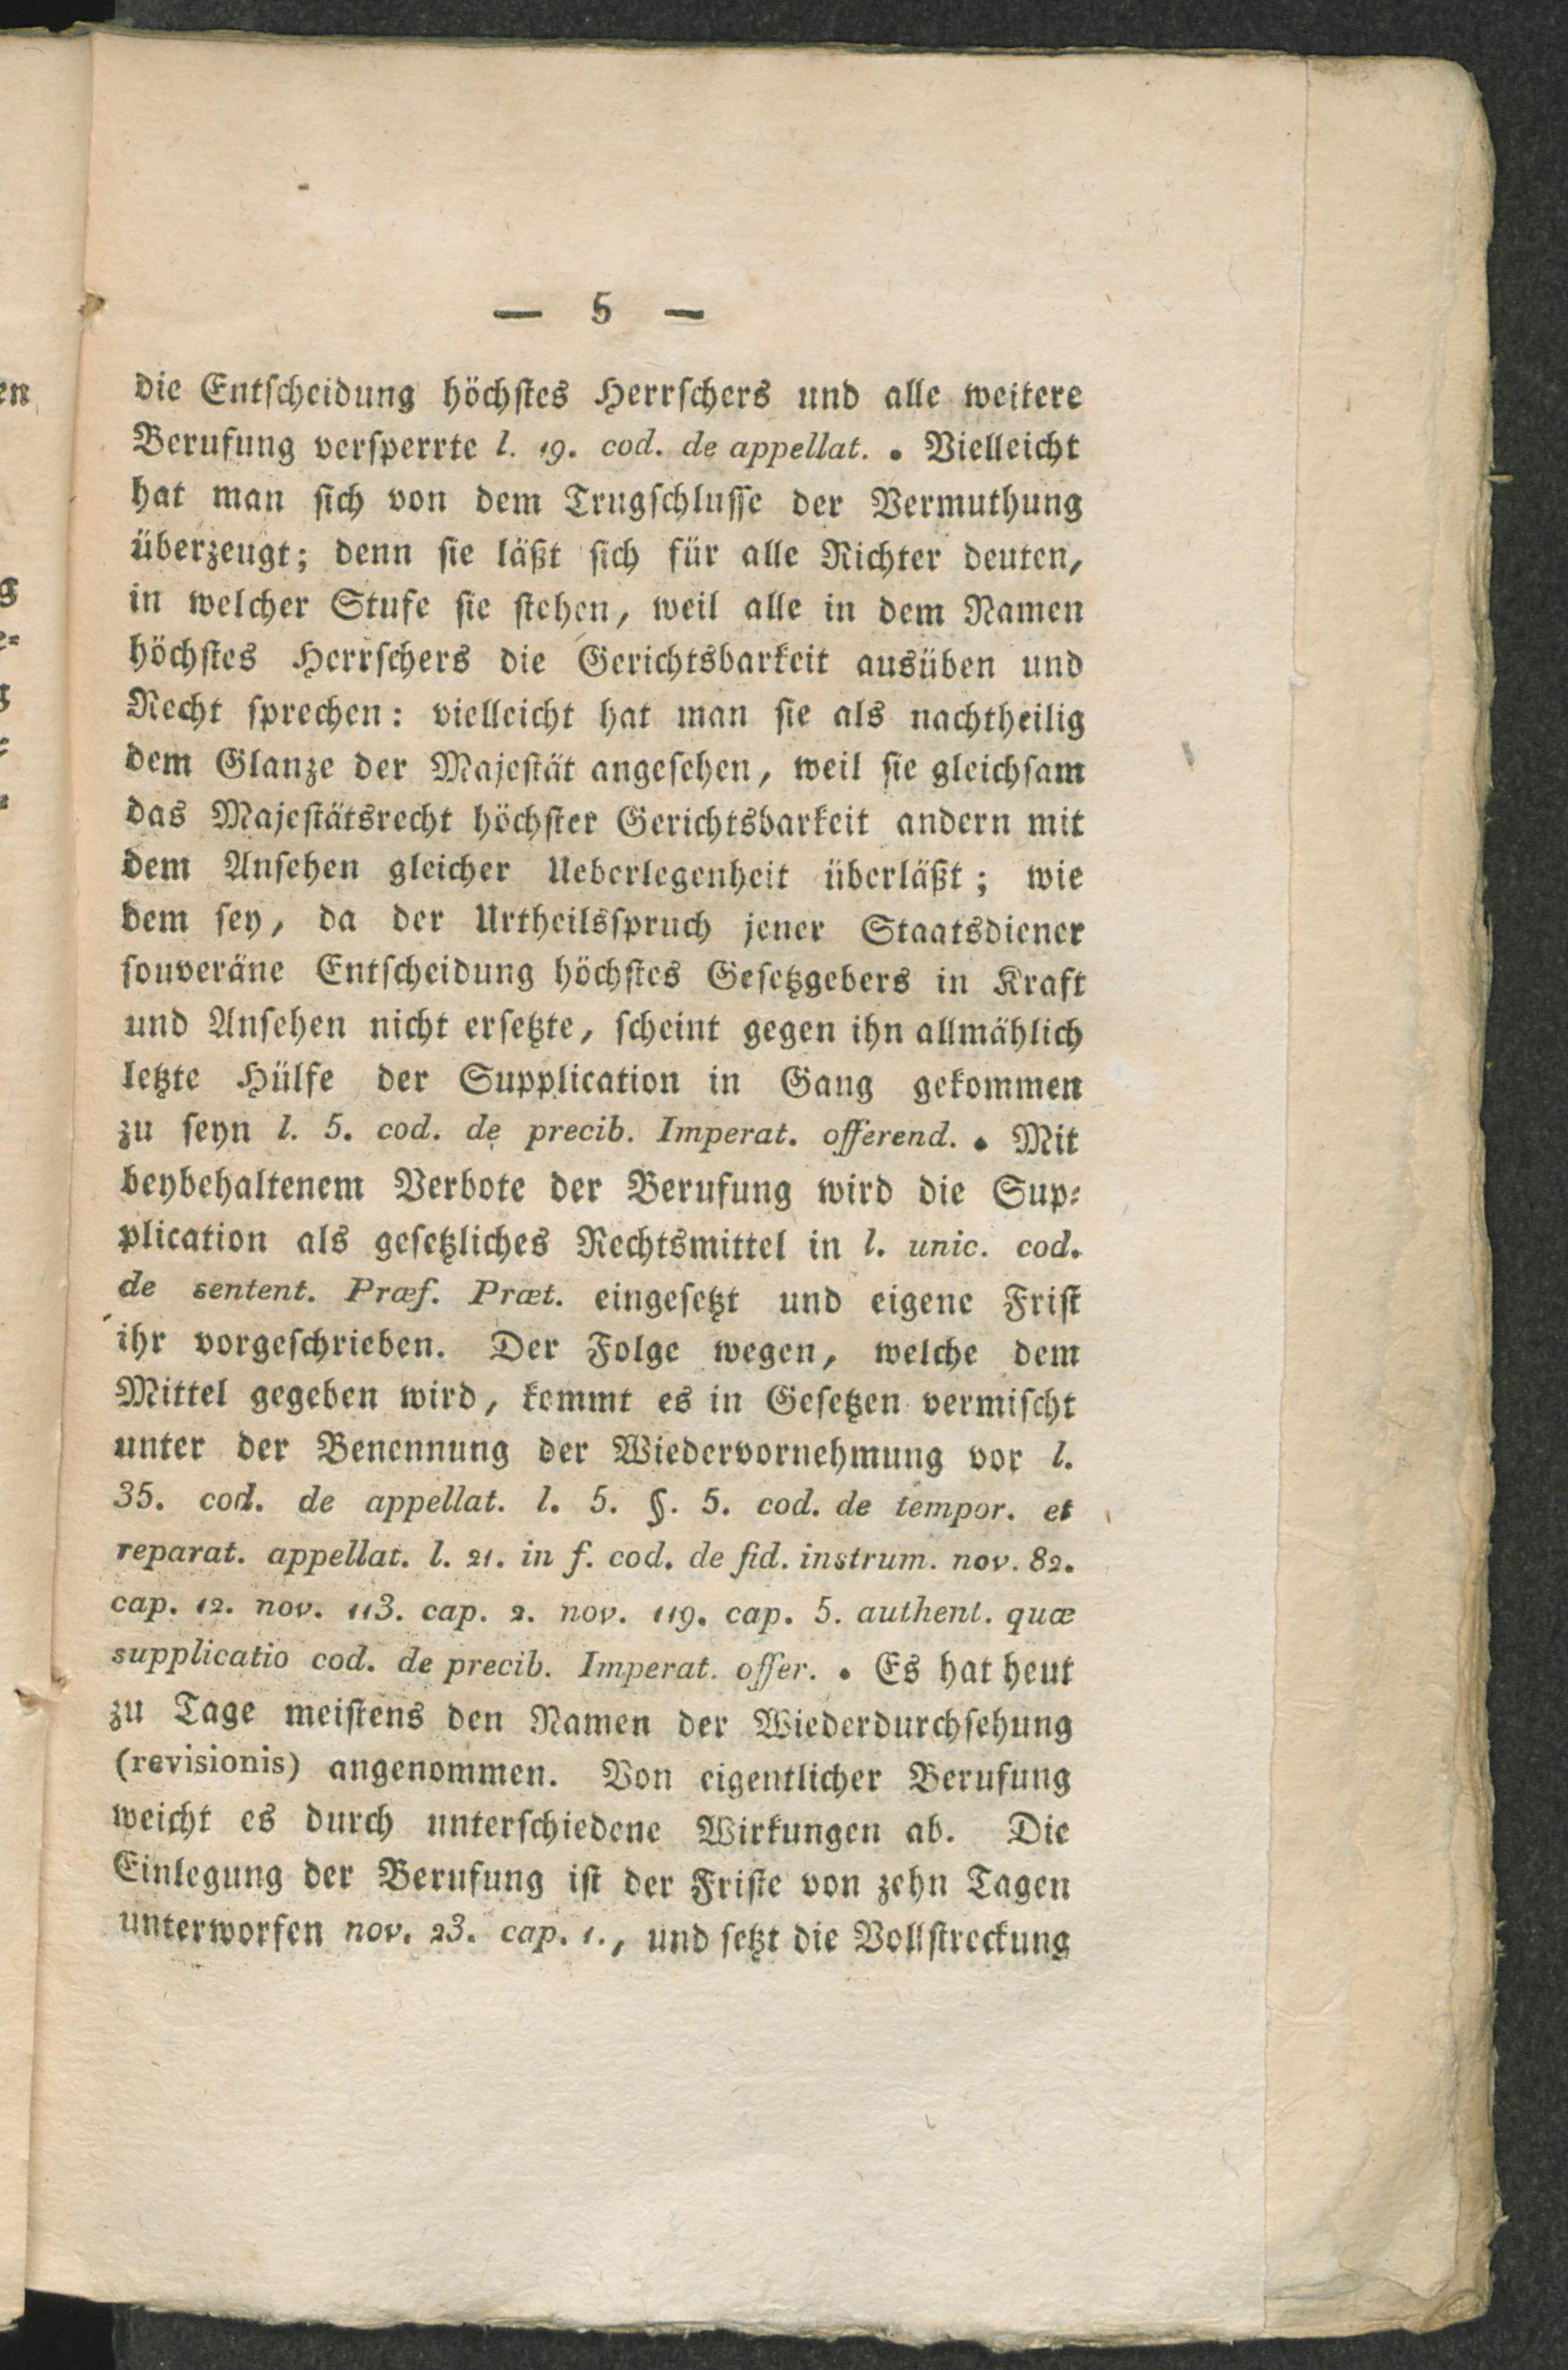 — 5 —
die Entscheidung höchstes Herrschers und alle weitere
Berufung versperrte l. 19. cod. de appellat. . Vielleicht
hat man sich von dem Trugschlusse der Vermuthung
überzeugt; denn sie läßt sich für alle Richter deuten,
in welcher Stufe sie stehen, weil alle in dem Namen
höchstes Herrschers die Gerichtsbarkeit ausüben und
Recht sprechen: vielleicht hat man sie als nachtheilig
dem Glanze der Majestät angesehen, weil sie gleichsam
das Majestätsrecht höchster Gerichtsbarkeit andern mit
dem Ansehen gleicher Ueberlegenheit überläßt; wie
dem sey, da der Urtheilsspruch jener Staatsdiener
souveräne Entscheidung höchstes Gesetzgebers in Kraft
und Ansehen nicht ersetzte, scheint gegen ihn allmählich
letzte Hülfe der Supplication in Gang gekommen
zu seyn l. 5. cod. de precib. Imperat. offerend. . Mit
beybehaltenem Verbote der Berufung wird die Sup-
plication als gesetzliches Rechtsmittel in l. unic. cod.
de sentent. Præf. Præt. eingesetzt und eigene Frist
ihr vorgeschrieben. Der Folge wegen, welche dem
Mittel gegeben wird, kommt es in Gesetzen vermischt
unter der Benennung der Wiedervornehmung vor l.
35. cod. de appellat. l. 5. §. 5. cod. de tempor. et
reparat. appellat. l. 21. in f. cod. de fid. instrum. nov. 82.
cap. 12. nov. 113. cap. 2. nov. 119. cap. 5. authent. quæ
supplicatio cod. de precib. Imperat. offer. . Es hat heut
zu Tage meistens den Namen der Wiederdurchsehung
(revisionis) angenommen. Von eigentlicher Berufung
weicht es durch unterschiedene Wirkungen ab. Die
Einlegung der Berufung ist der Friste von zehn Tagen
unterworfen nov. 23. cap. 1., und setzt die Vollstreckung